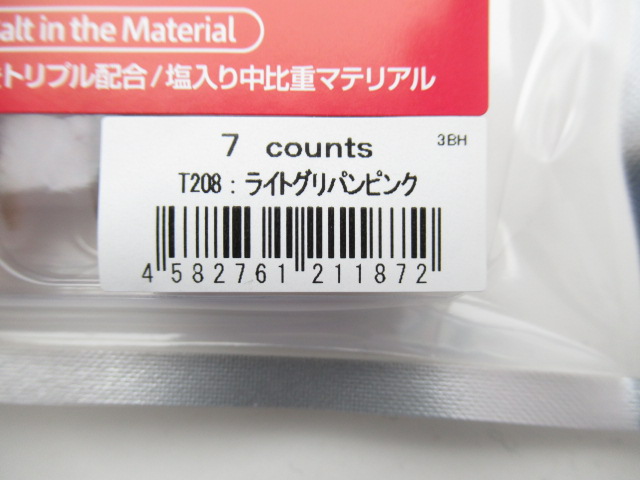 alt in the Material
トリプル配合/塩入り中比重マテリアル
7 counts 3BH
T208：ライトグリパンピンク
4 582761 211872